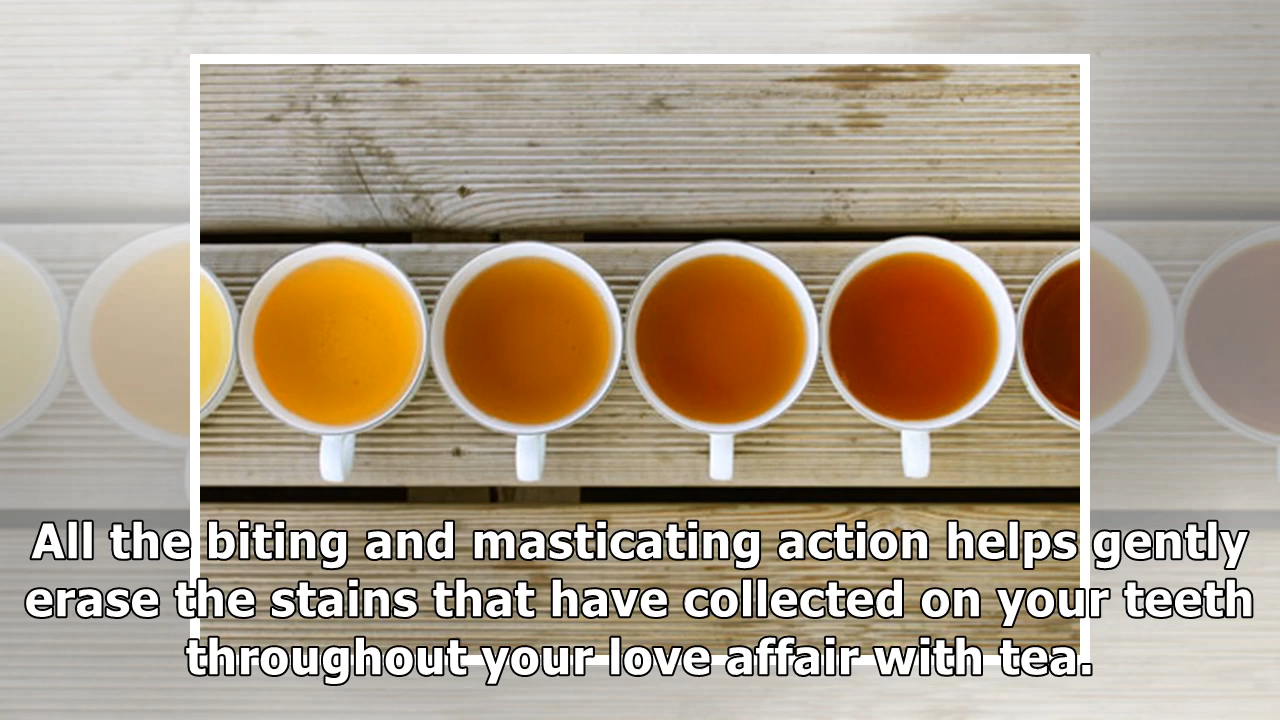 All the biting and masticating action helps gently
erase the stains that have collected on your teeth
throughout your love affair with tea.